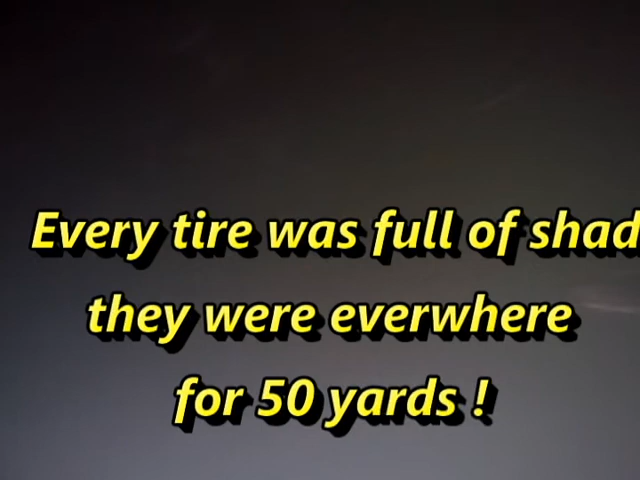 Every tire was full of shad
they were everwhere
for 50 yards !